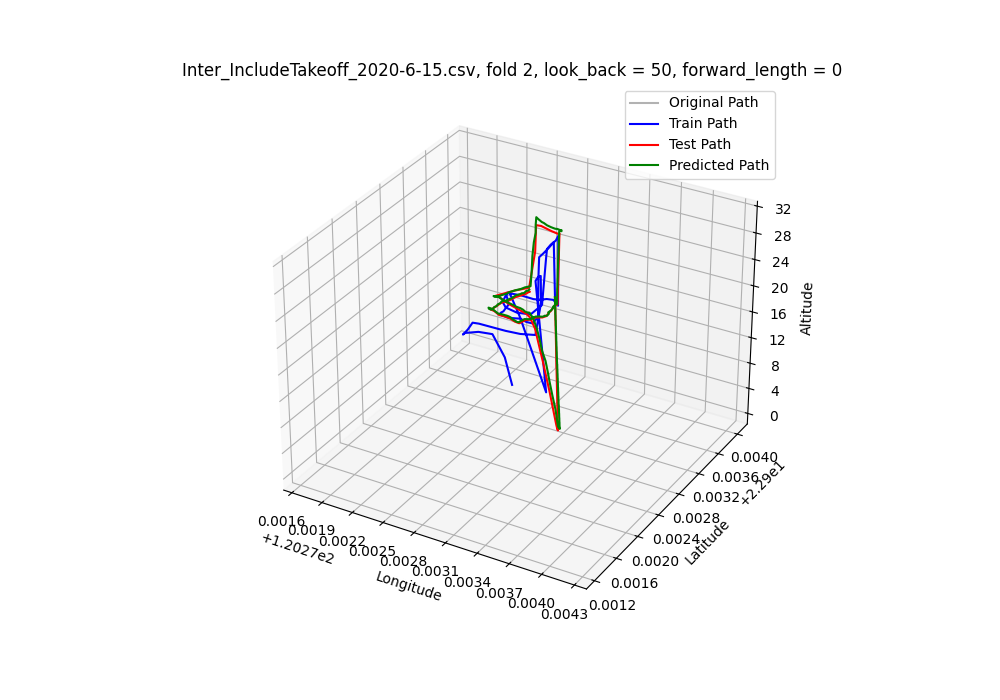 Inter_IncludeTakeoff_2020-6-15.csv, fold 2, look_back = 50, forward_length = 0
Original Path
Train Path
Test Path
Predicted Path
32
28
24
20
16
12
8
4
0
Altitude
0.0040
0.0036
0.0032
0.0028
0.0024
0.0020
0.0016
0.0012
+2.29e1
Latitude
0.0016
0.0019
0.0022
0.0025
0.0028
0.0031
0.0034
0.0037
0.0040
0.0043
+1.2027e2
Longitude